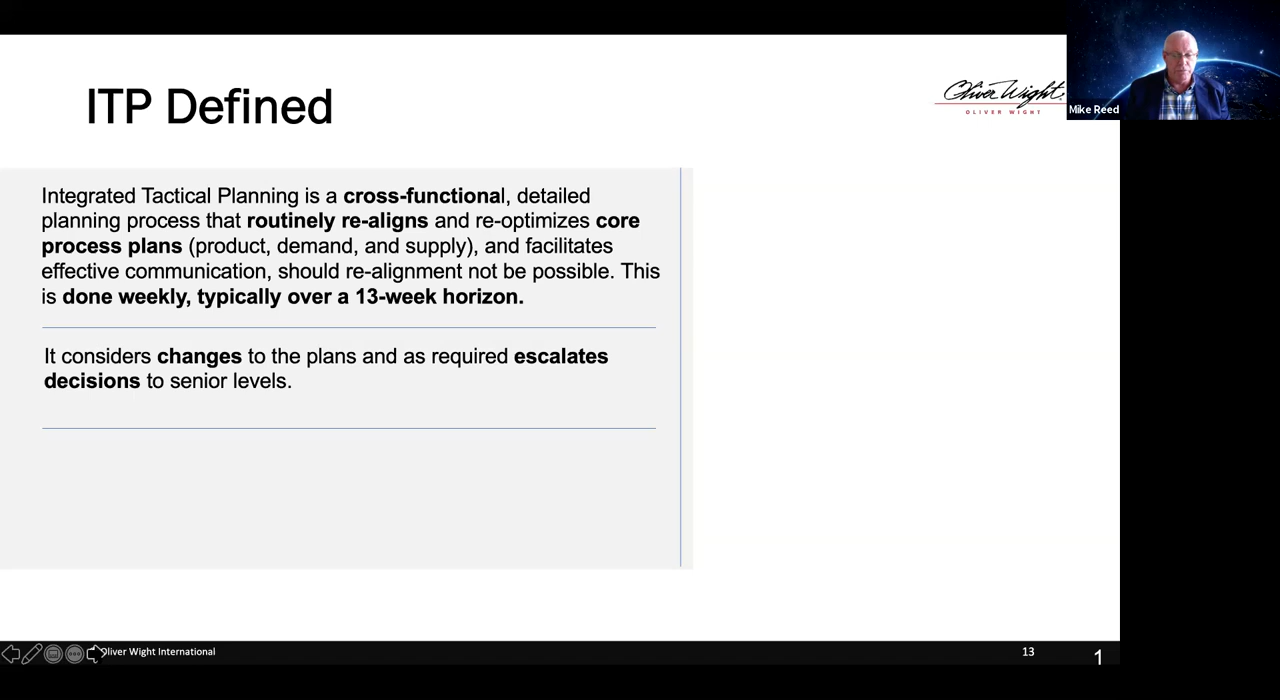 ITP Defined
Oliver Wight
OLIVER WIGHT
Mike Reed
Integrated Tactical Planning is a cross-functional, detailed
planning process that routinely re-aligns and re-optimizes core
process plans (product, demand, and supply), and facilitates
effective communication, should re-alignment not be possible. This
is done weekly, typically over a 13-week horizon.
It considers changes to the plans and as required escalates
decisions to senior levels.
Oliver Wight International
13
1